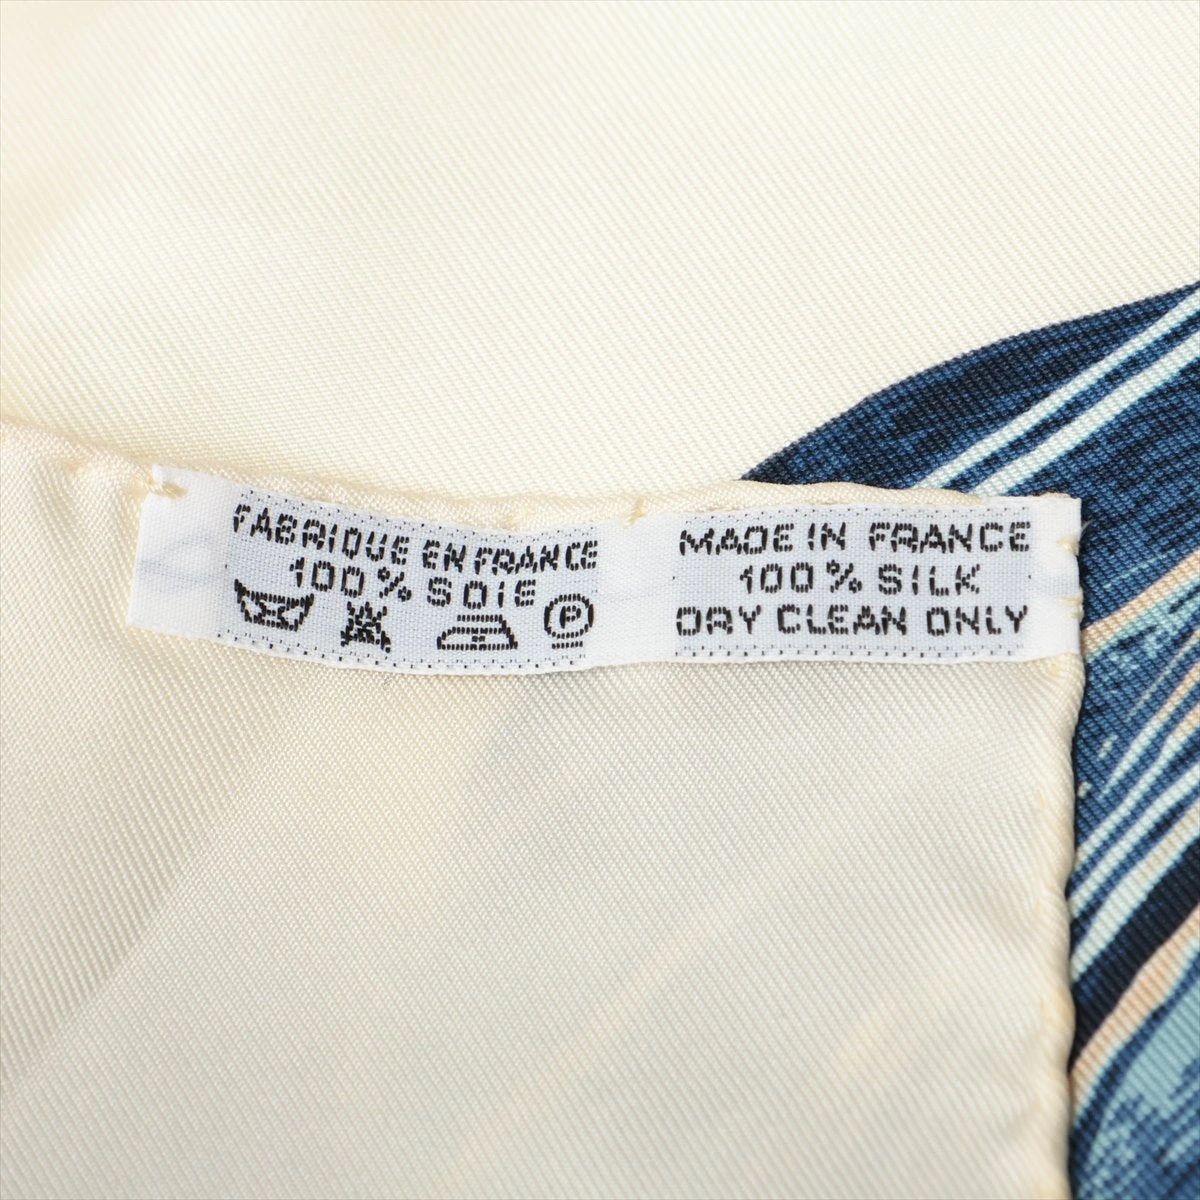 FABRIQUE EN FRANCE
100% SOIE
P
MADE IN FRANCE
100% SILK
DRY CLEAN ONLY